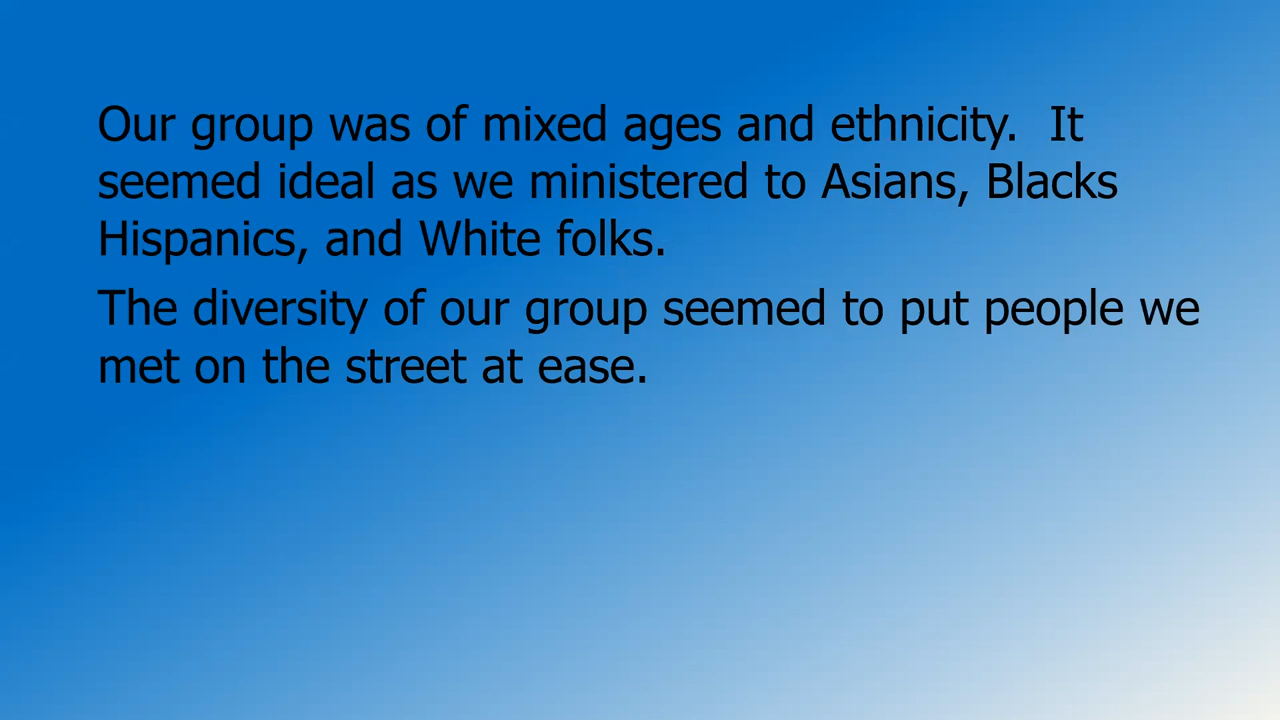 Our group was of mixed ages and ethnicity.  It
seemed ideal as we ministered to Asians, Blacks
Hispanics, and White folks.
The diversity of our group seemed to put people we
met on the street at ease.